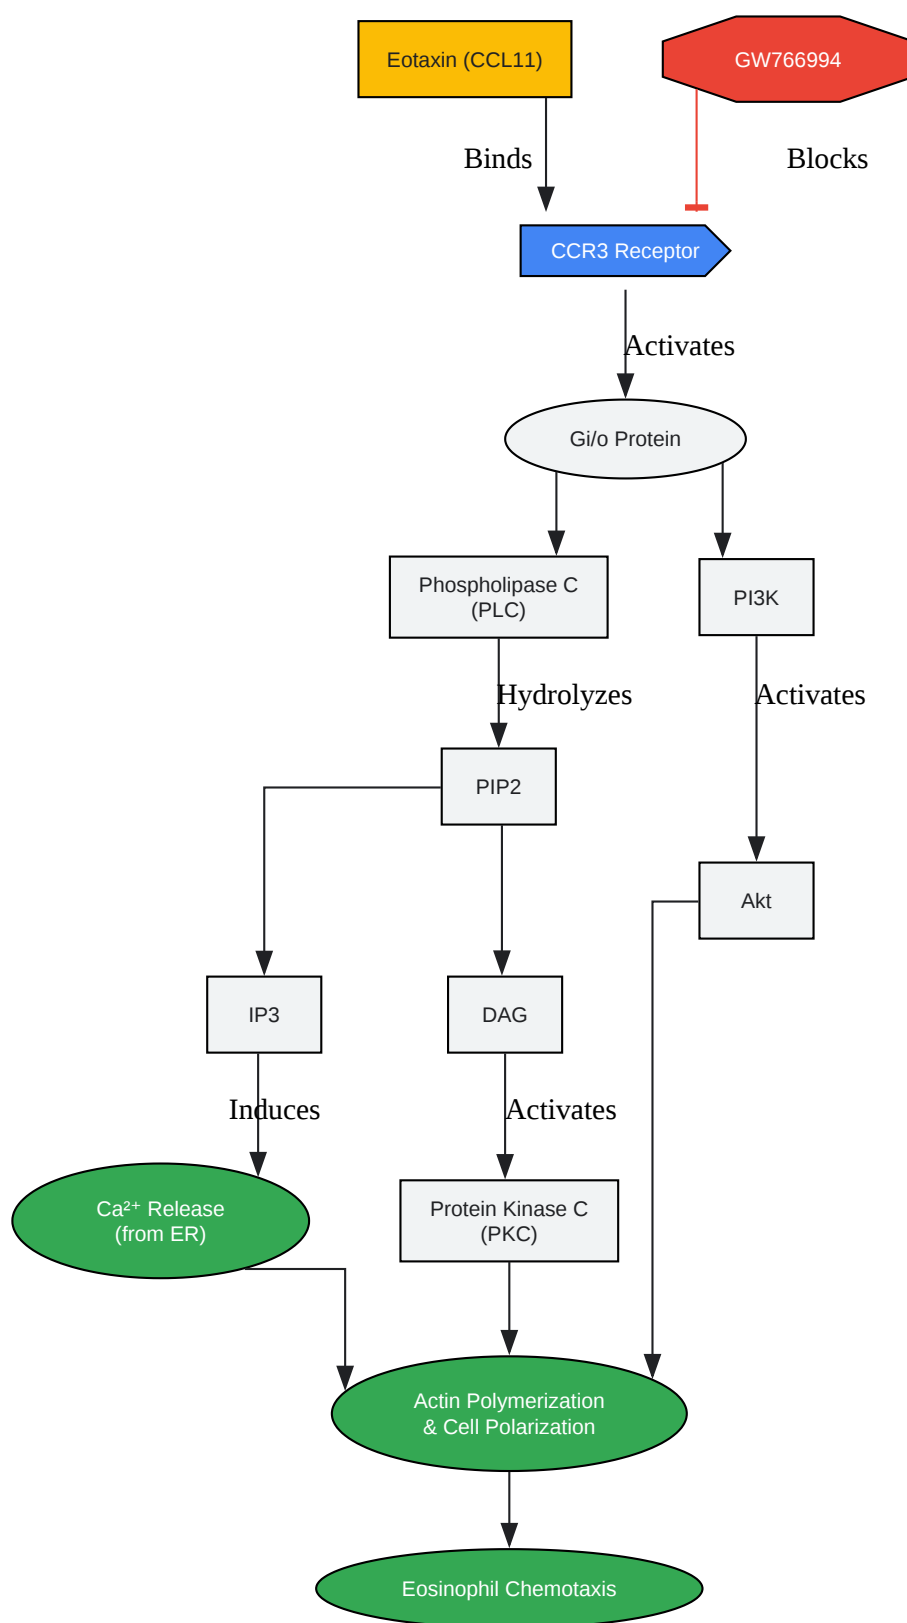 Eotaxin (CCL11)
GW766994
Binds
Blocks
CCR3 Receptor
Activates
Gi/o Protein
Phospholipase C
(PLC)
PI3K
Hydrolyzes
Activates
PIP2
Akt
IP3
DAG
Induces
Activates
Ca²⁺ Release
(from ER)
Protein Kinase C
(PKC)
Actin Polymerization
& Cell Polarization
Eosinophil Chemotaxis